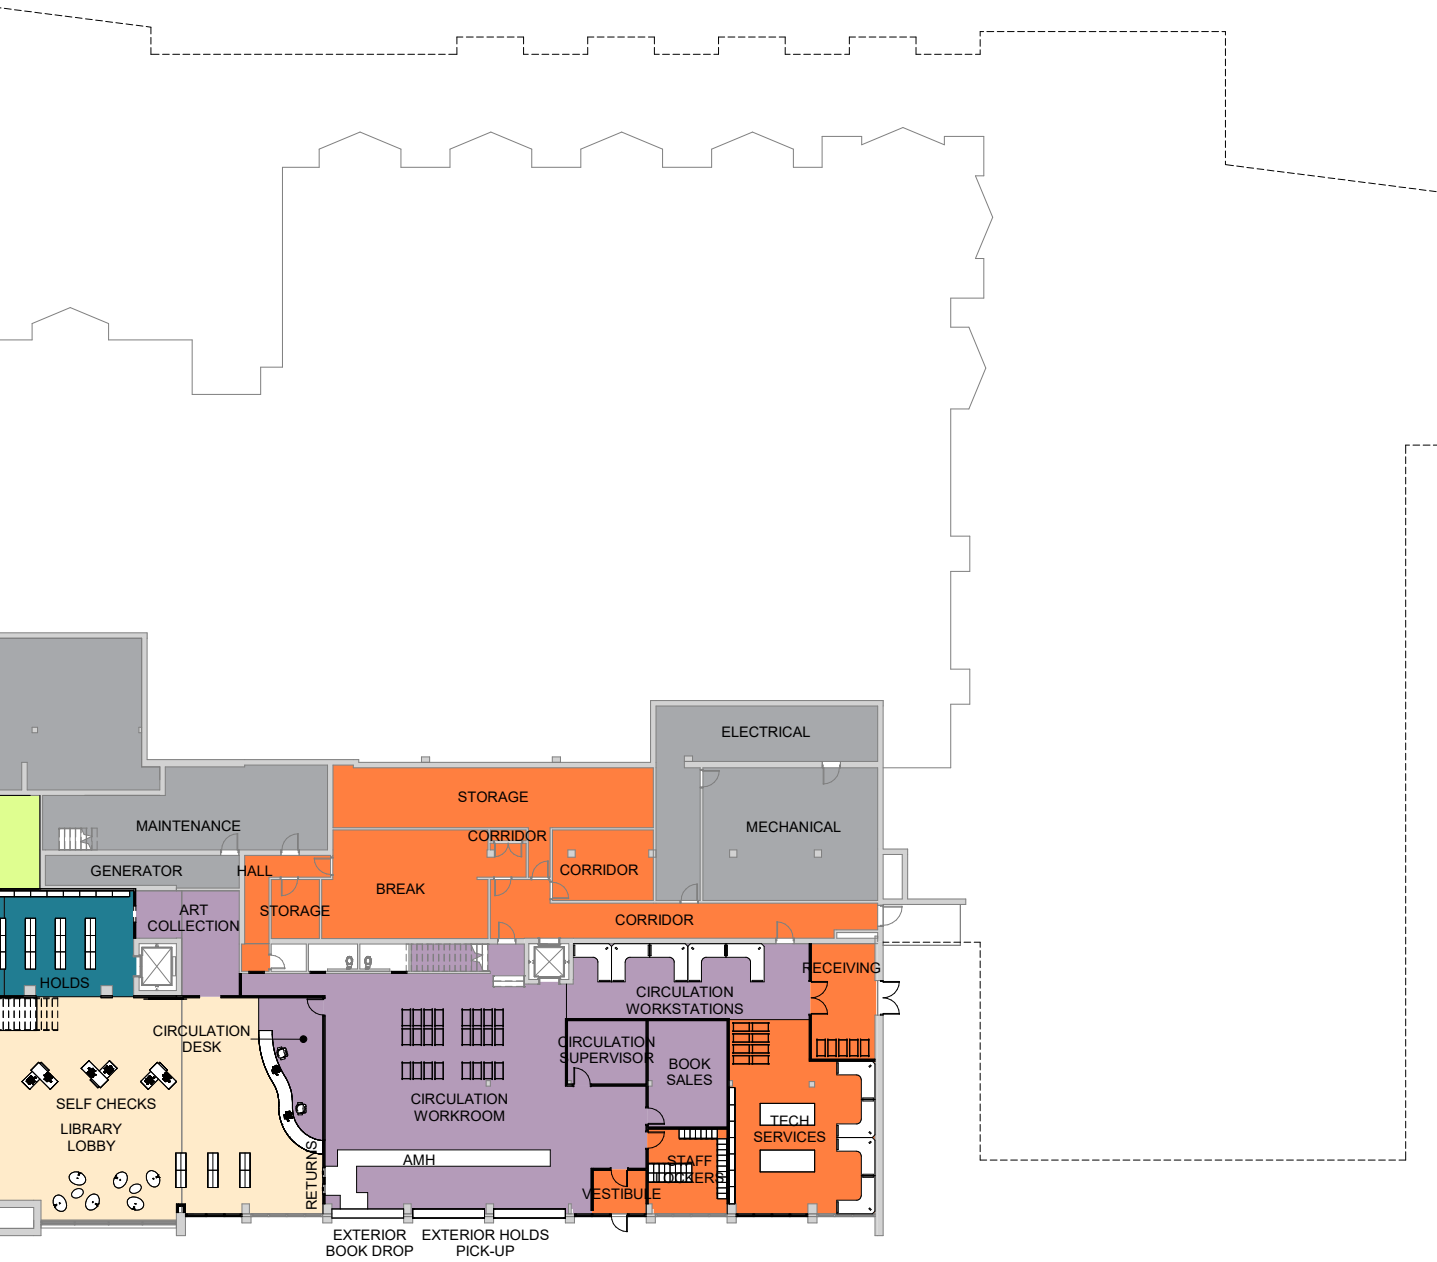 ELECTRICAL
STORAGE
MAINTENANCE
CORRIDOR
MECHANICAL
GENERATOR
HALL
CORRIDOR
BREAK
ART
COLLECTION
STORAGE
CORRIDOR
HOLDS
RECEIVING
CIRCULATION
WORKSTATIONS
CIRCULATION
DESK
CIRCULATION
SUPERVISOR
BOOK
SALES
SELF CHECKS
CIRCULATION
WORKROOM
LIBRARY
LOBBY
TECH
SERVICES
AMH
STAFF
LOCKERS
RETURNS
VESTIBULE
EXTERIOR
BOOK DROP
EXTERIOR HOLDS
PICK-UP